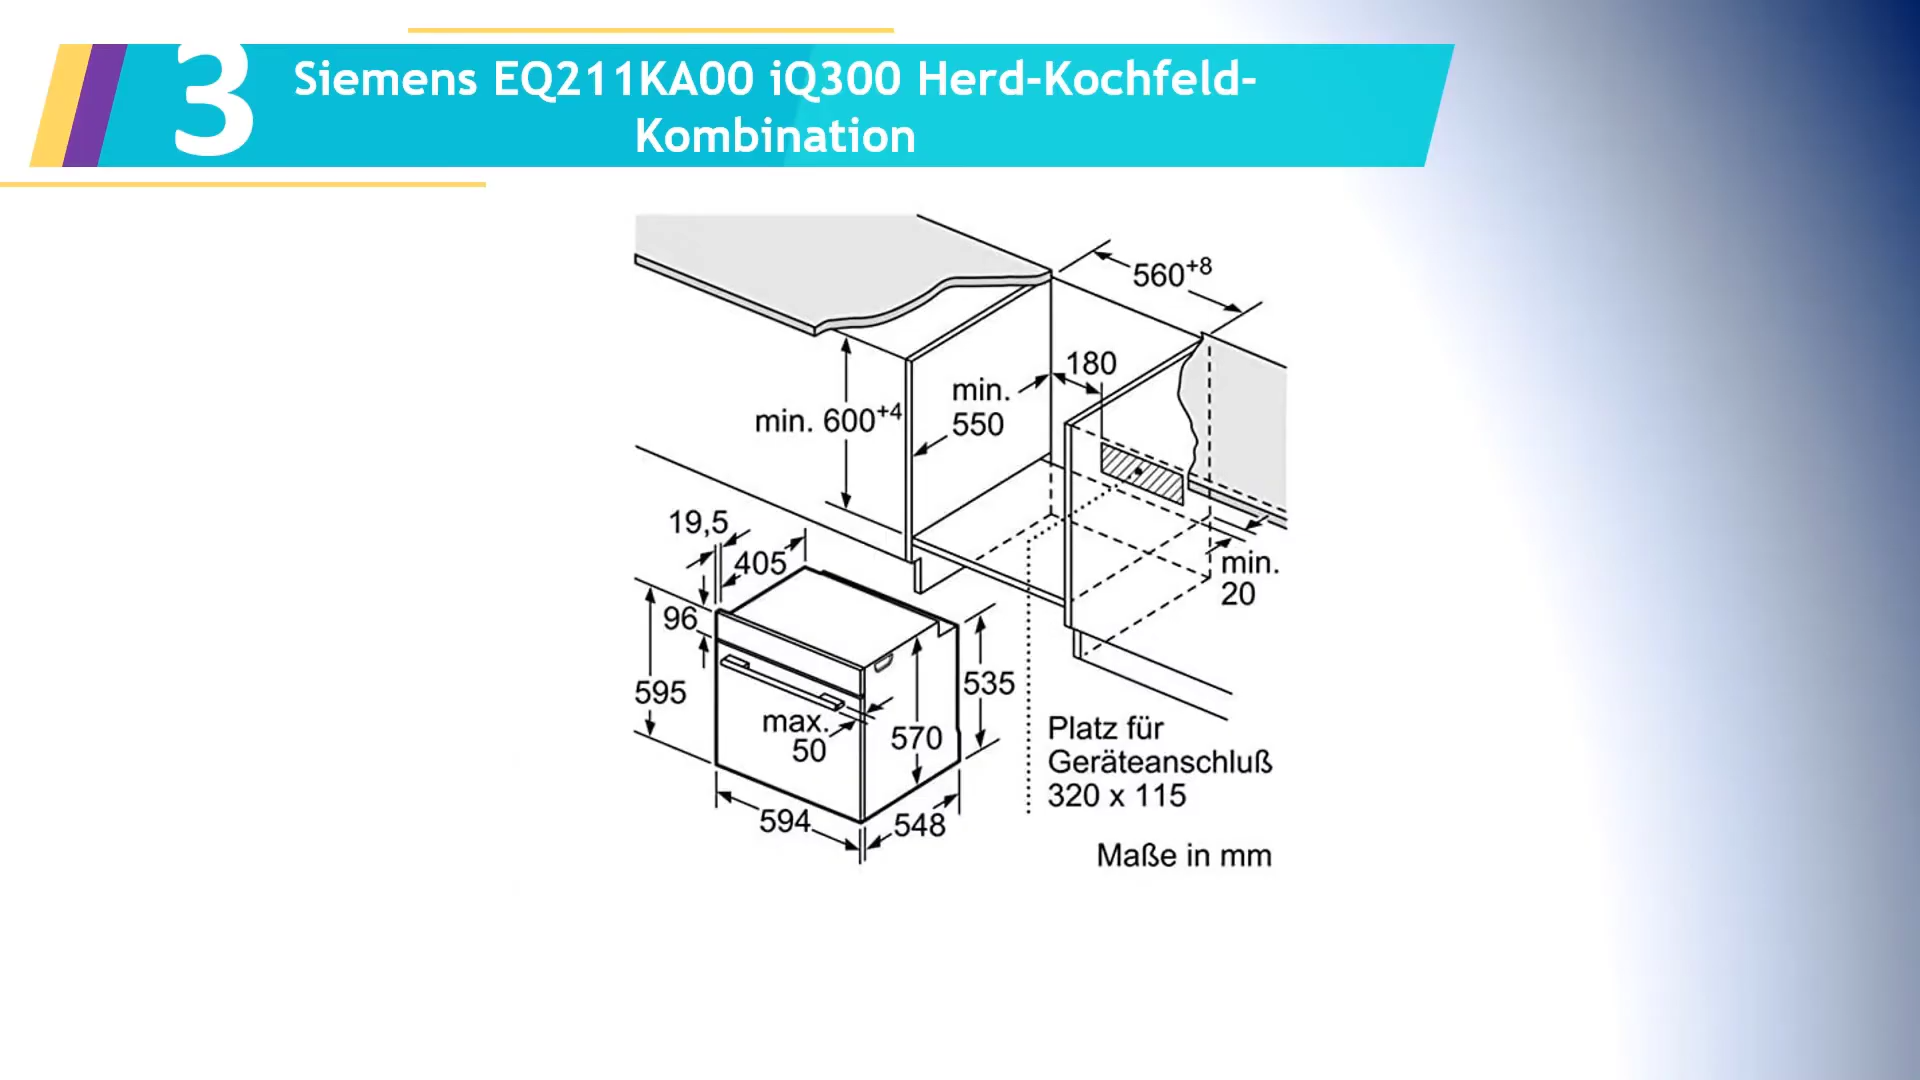 3
Siemens EQ211KA00 iQ300 Herd-Kochfeld-
Kombination
560+8
180
min.
550
min. 600+4
19,5
405
min.
20
96
595
535
max.
50
570
Platz für
Geräteanschluß
320 x 115
594
548
Maße in mm